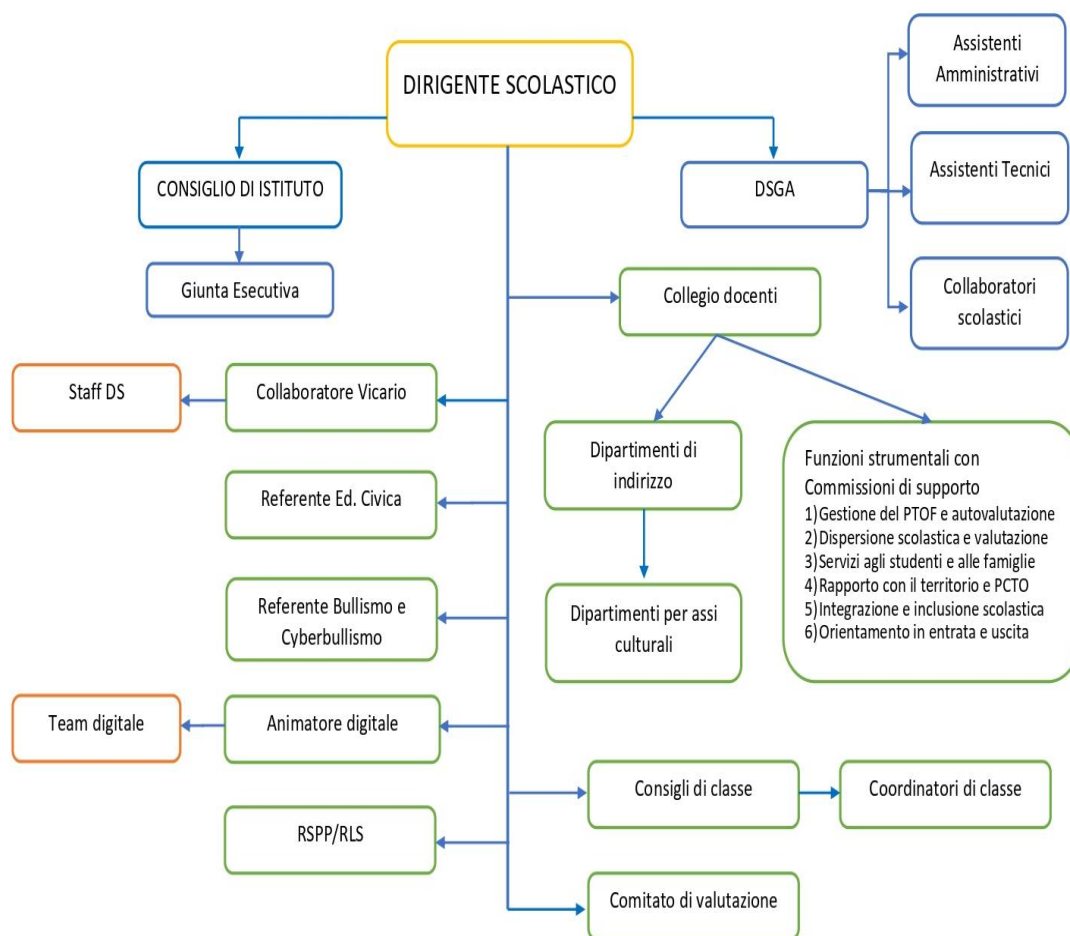 DIRIGENTE SCOLASTICO
Assistenti
Amministrativi
CONSIGLIO DI ISTITUTO
DSGA
Assistenti Tecnici
Giunta Esecutiva
Collegio docenti
Collaboratori
scolastici
Staff DS
Collaboratore Vicario
Dipartimenti di
indirizzo
Funzioni strumentali con
Commissioni di supporto
1)Gestione del PTOF e autovalutazione
2)Dispersione scolastica e valutazione
3)Servizi agli studenti e alle famiglie
4)Rapporto con il territorio e PCTO
5)Integrazione e inclusione scolastica
6)Orientamento in entrata e uscita
Referente Ed. Civica
Referente Bullismo e
Cyberbullismo
Dipartimenti per assi
culturali
Team digitale
Animatore digitale
Consigli di classe
Coordinatori di classe
RSPP/RLS
Comitato di valutazione